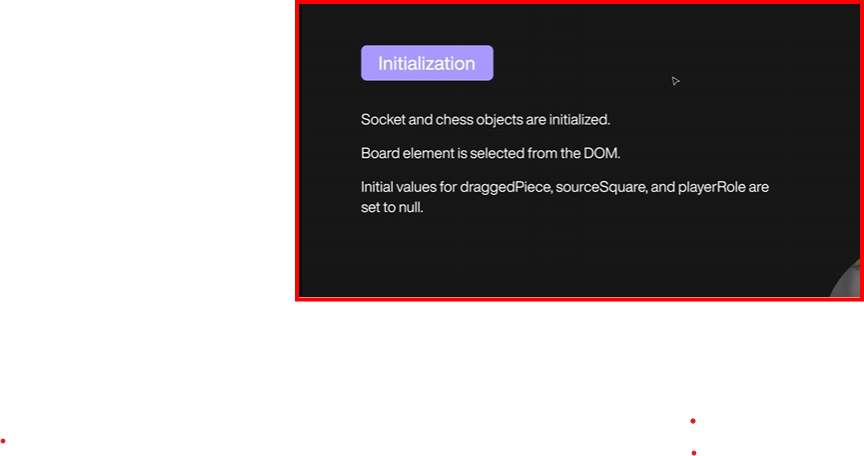 Initialization
Socket and chess objects are initialized.
Board element is selected from the DOM.
Initial values for draggedPiece, sourceSquare, and playerRole are
set to null.